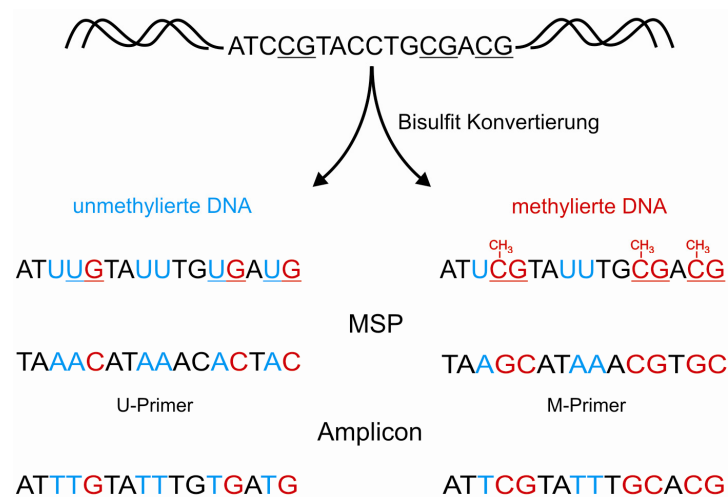 ATCCGTACCTGCGACG
Bisulfit Konvertierung
unmethylierte DNA
methylierte DNA
CH₃ CH₃ CH₃
ATUUGTAUUTGUGAUG
ATUCGTAUUTGCGACG
MSP
TAAACATAAACACTAC
TAAGCATAAACGTGC
U-Primer
M-Primer
Amplicon
ATTTGTATTTGTGATG
ATTCGTATTTGCACG